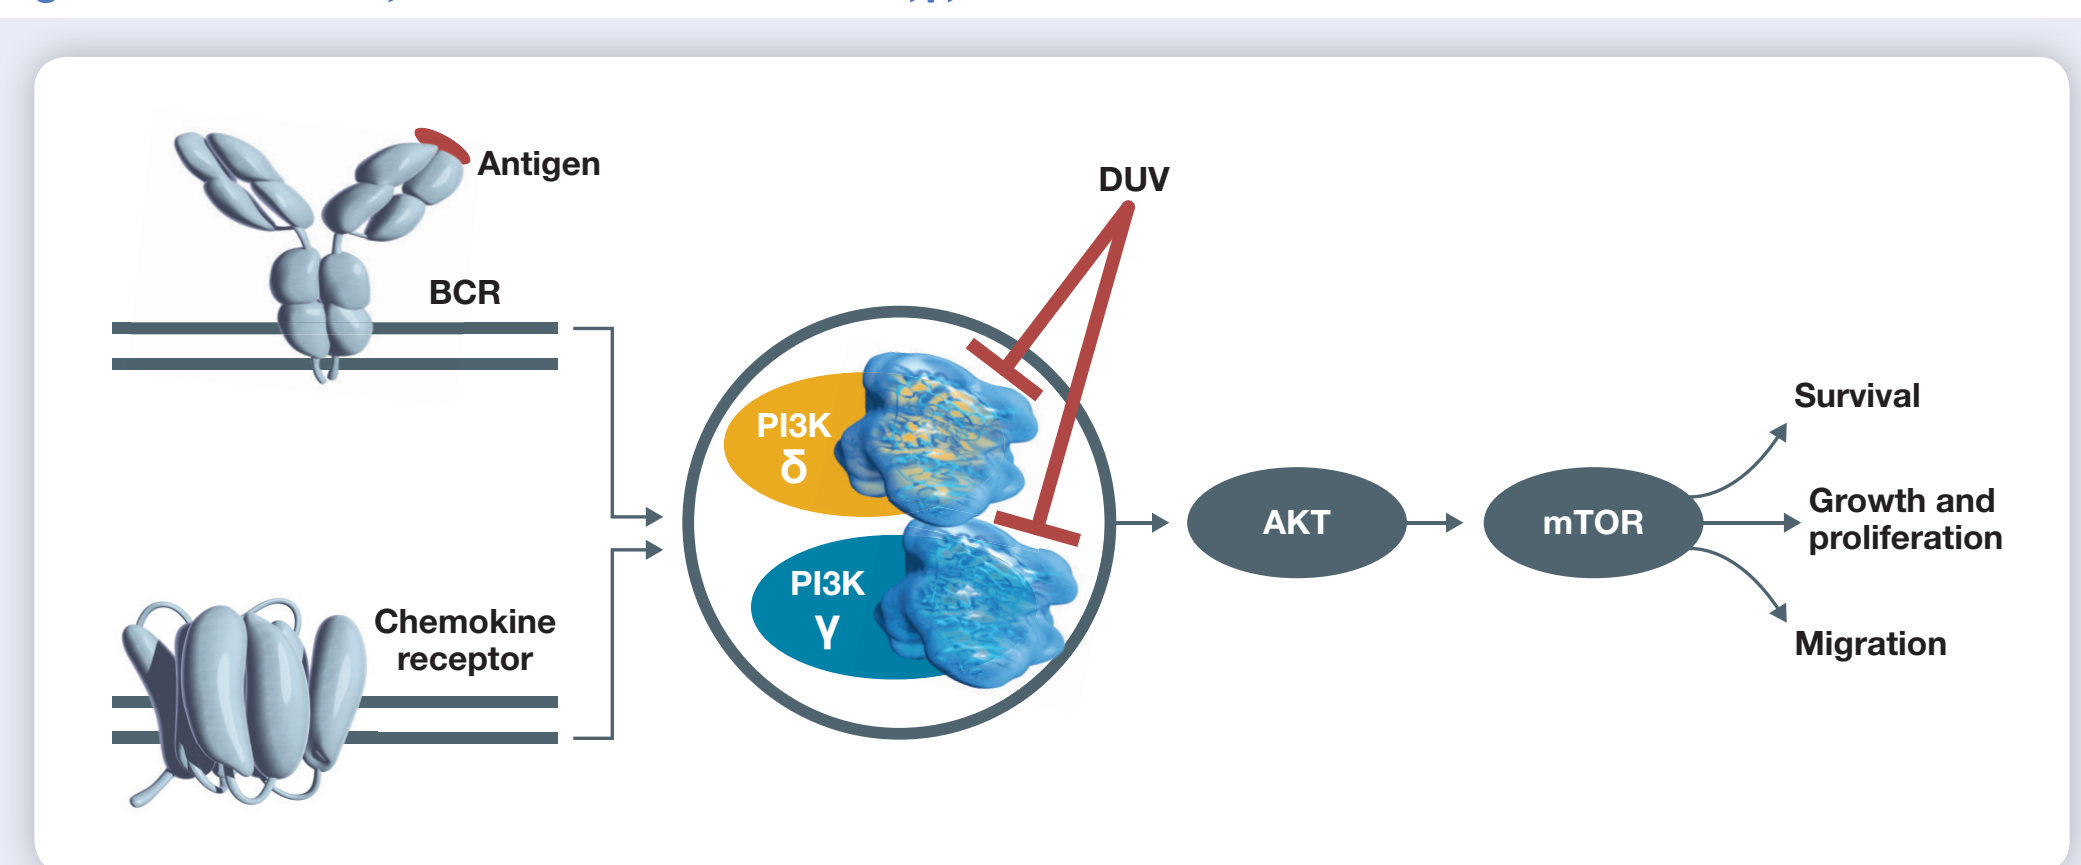 Antigen
BCR
DUV
PI3K
δ
PI3K
γ
Chemokine
receptor
AKT
mTOR
Survival
Growth and
proliferation
Migration